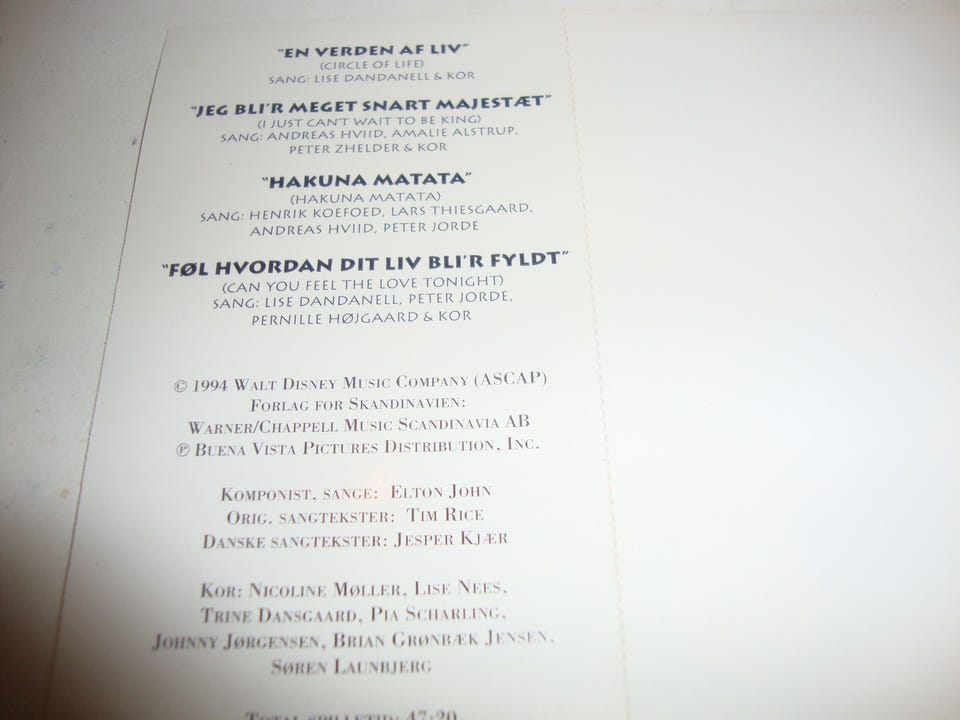 "EN VERDEN AF LIV"
(CIRCLE OF LIFE)
SANG: LISE DANDANELL & KOR
"JEG BLI'R MEGET SNART MAJESTÆT"
(I JUST CAN'T WAIT TO BE KING)
SANG: ANDREAS HVIID, AMALIE ALSTRUP,
PETER ZHELDER & KOR
"HAKUNA MATATA"
(HAKUNA MATATA)
SANG: HENRIK KOEFOED, LARS THIESGAARD,
ANDREAS HVIID, PETER JORDE
"FØL HVORDAN DIT LIV BLI'R FYLDT"
(CAN YOU FEEL THE LOVE TONIGHT)
SANG: LISE DANDANELL, PETER JORDE,
PERNILLE HØJGAARD & KOR
© 1994 WALT DISNEY MUSIC COMPANY (ASCAP)
FORLAG FOR SKANDINAVIEN:
WARNER/CHAPPELL MUSIC SCANDINAVIA AB
℗ BUENA VISTA PICTURES DISTRIBUTION, INC.
KOMPONIST, SANGE: ELTON JOHN
ORIG. SANGTEKSTER: TIM RICE
DANSKE SANGTEKSTER: JESPER KJÆR
KOR: NICOLINE MØLLER, LISE NEES,
TRINE DANSGAARD, PIA SCHARLING,
JOHNNY JØRGENSEN, BRIAN GRØNBÆK JENSEN,
SØREN LAUNBJERG
TOTAL SPILLETID: 47:20